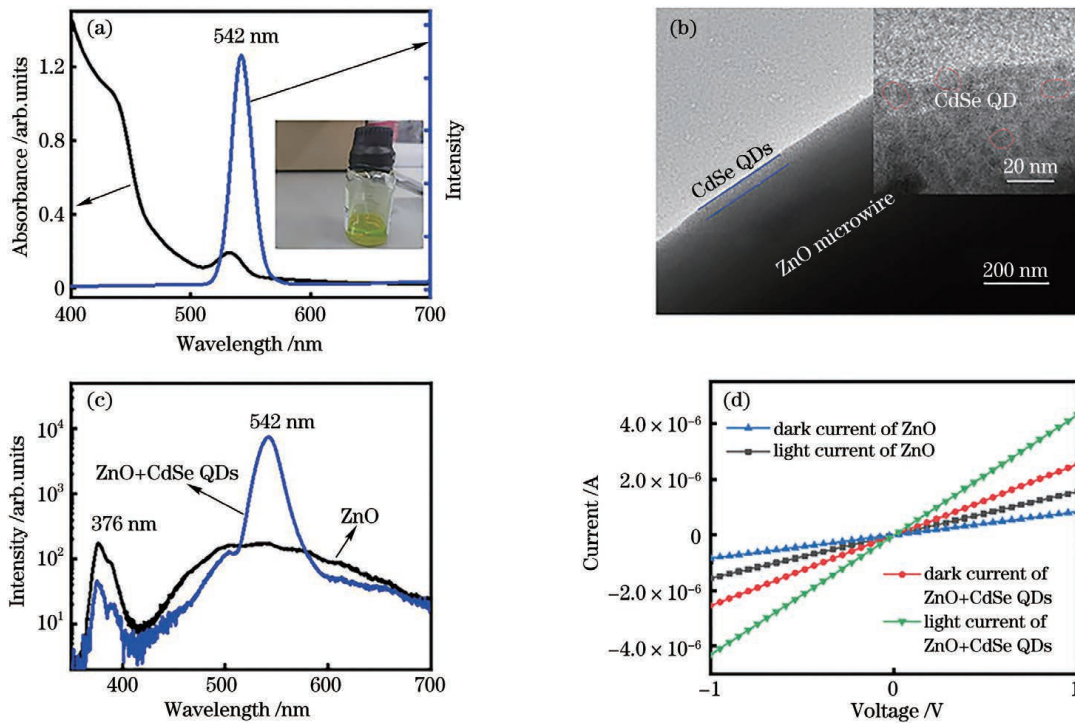 (a)
542 nm
1.2
0.8
0.4
0
Absorbance /arb.units
Intensity
400
500
600
700
Wavelength /nm
(b)
CdSe QDs
ZnO microwire
200 nm
CdSe QD
20 nm
(c)
542 nm
10⁴
10³
10²
10¹
ZnO+CdSe QDs
376 nm
ZnO
Intensity /arb.units
400
500
600
700
Wavelength /nm
(d)
4.0 × 10⁻⁶
2.0 × 10⁻⁶
0
−2.0 × 10⁻⁶
−4.0 × 10⁻⁶
Current /A
dark current of ZnO
light current of ZnO
dark current of
ZnO+CdSe QDs
light current of
ZnO+CdSe QDs
−1
0
1
Voltage /V